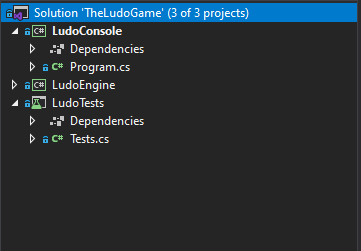 Solution 'TheLudoGame' (3 of 3 projects)
C# LudoConsole
Dependencies
C# Program.cs
C# LudoEngine
LudoTests
Dependencies
C# Tests.cs